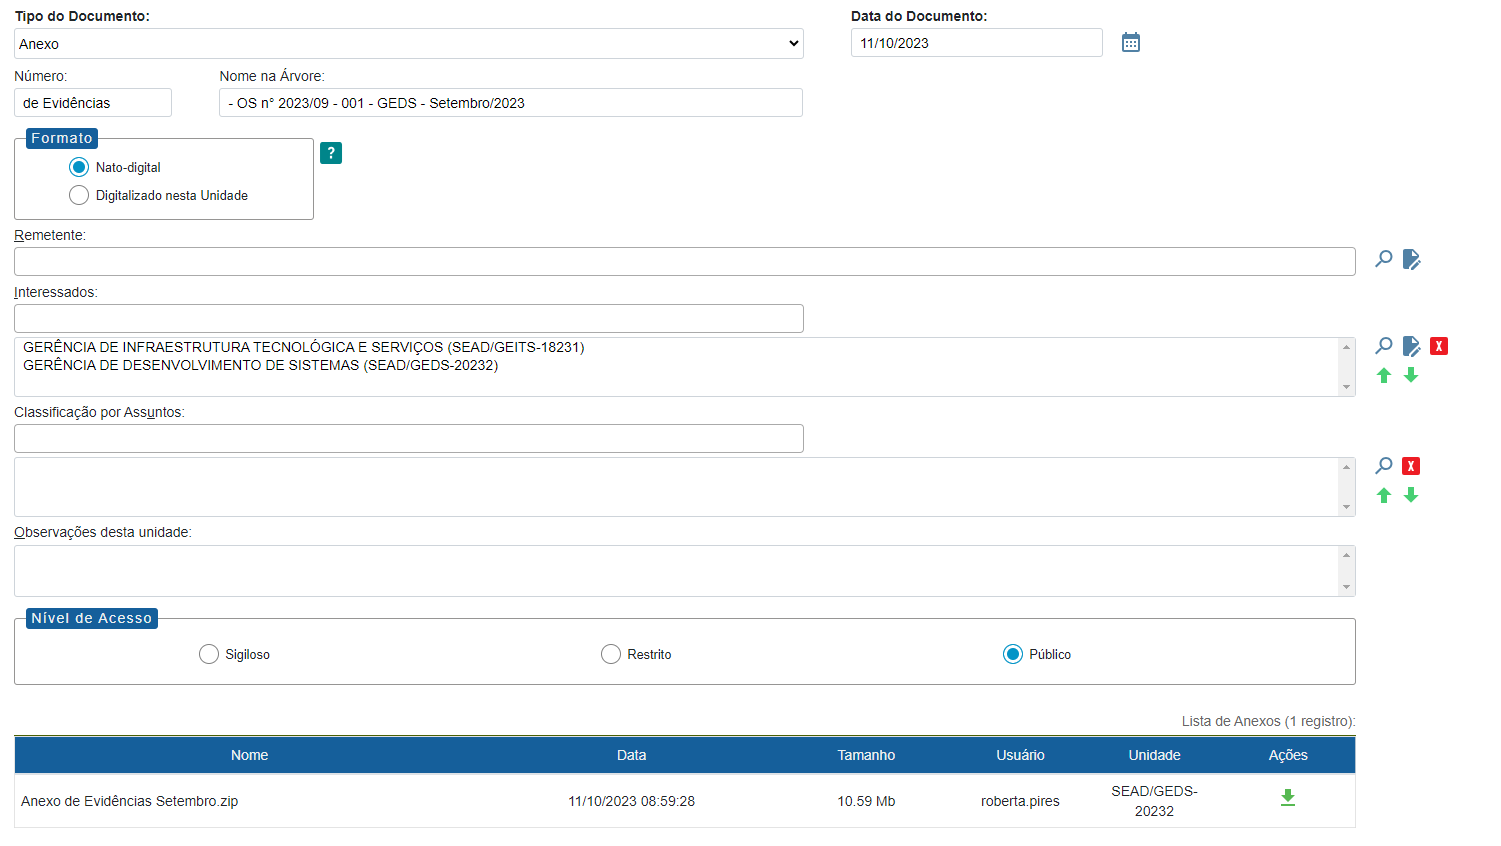 Tipo do Documento:
Data do Documento:
Anexo
11/10/2023
Número:
Nome na Árvore:
de Evidências
- OS n° 2023/09 - 001 - GEDS - Setembro/2023
Formato
?
Nato-digital
Digitalizado nesta Unidade
Remetente:
Interessados:
GERÊNCIA DE INFRAESTRUTURA TECNOLÓGICA E SERVIÇOS (SEAD/GEITS-18231)
GERÊNCIA DE DESENVOLVIMENTO DE SISTEMAS (SEAD/GEDS-20232)
X
Classificação por Assuntos:
X
Observações desta unidade:
Nível de Acesso
Sigiloso
Restrito
Público
Lista de Anexos (1 registro):
Nome Data Tamanho Usuário Unidade Ações
Anexo de Evidências Setembro.zip 11/10/2023 08:59:28 10.59 Mb roberta.pires SEAD/GEDS-
20232